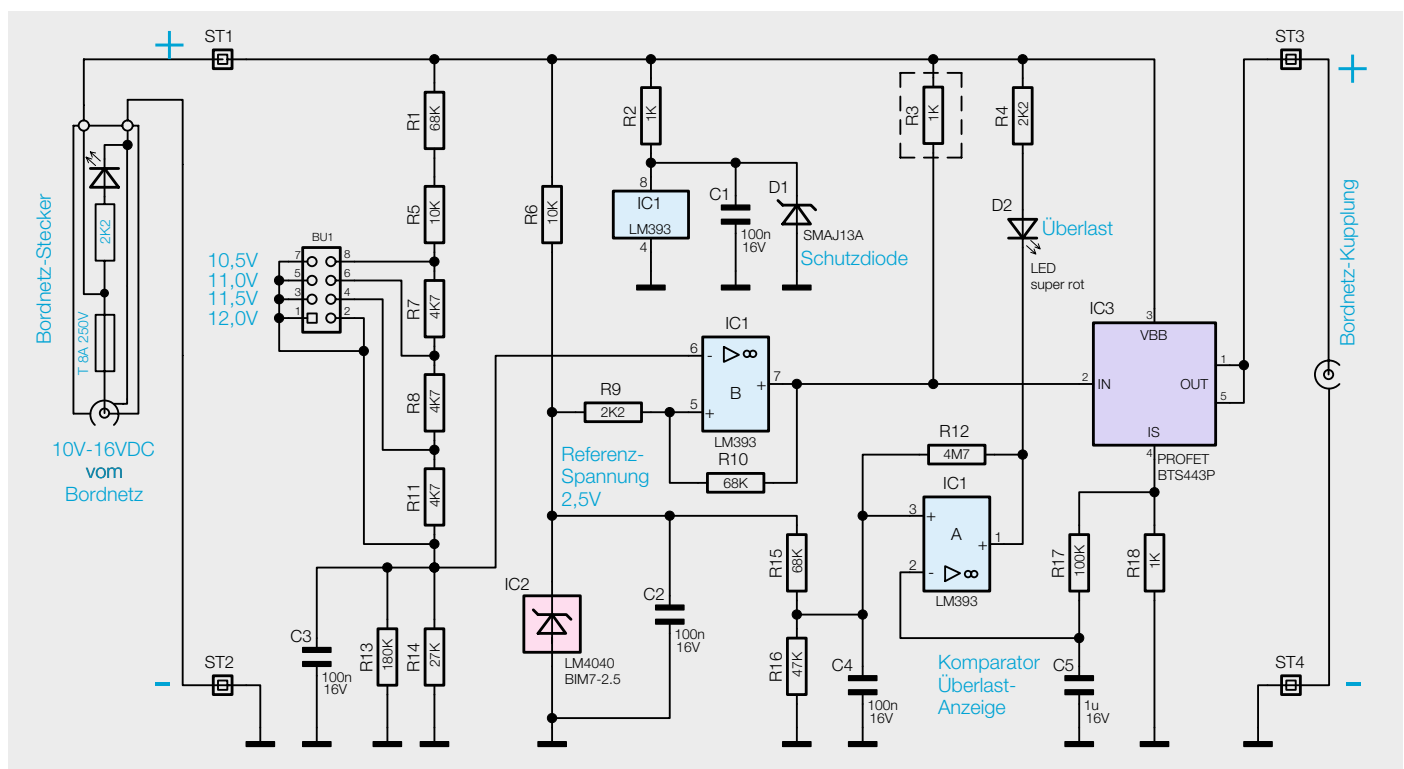 +
ST1
ST3
+
R1
68K
R2
1K
R3
1K
R4
2K2
Bordnetz-Stecker
2K2
T 8A 250V
R5
10K
R6
10K
8
IC1
LM393
4
C1
100n
16V
D1
SMAJ13A
Schutzdiode
D2
Überlast
LED
super rot
BU1
10,5V
11,0V
11,5V
12,0V
7
8
5
6
3
4
1
2
R7
4K7
R8
4K7
R11
4K7
IC1
6
-
▷∞
B
+
7
5
+
LM393
R9
2K2
R10
68K
Referenz-
Spannung
2,5V
IC3
3
VBB
2
IN
OUT
1
5
IS
4
PROFET
BTS443P
Bordnetz-Kupplung
10V-16VDC
vom
Bordnetz
R12
4M7
IC1
3
+
A
+
1
2
-
▷∞
LM393
R15
68K
R16
47K
R17
100K
R18
1K
IC2
LM4040
BIM7-2.5
C2
100n
16V
C3
100n
16V
R13
180K
R14
27K
C4
100n
16V
Komparator
Überlast-
Anzeige
C5
1u
16V
ST2
-
ST4
-